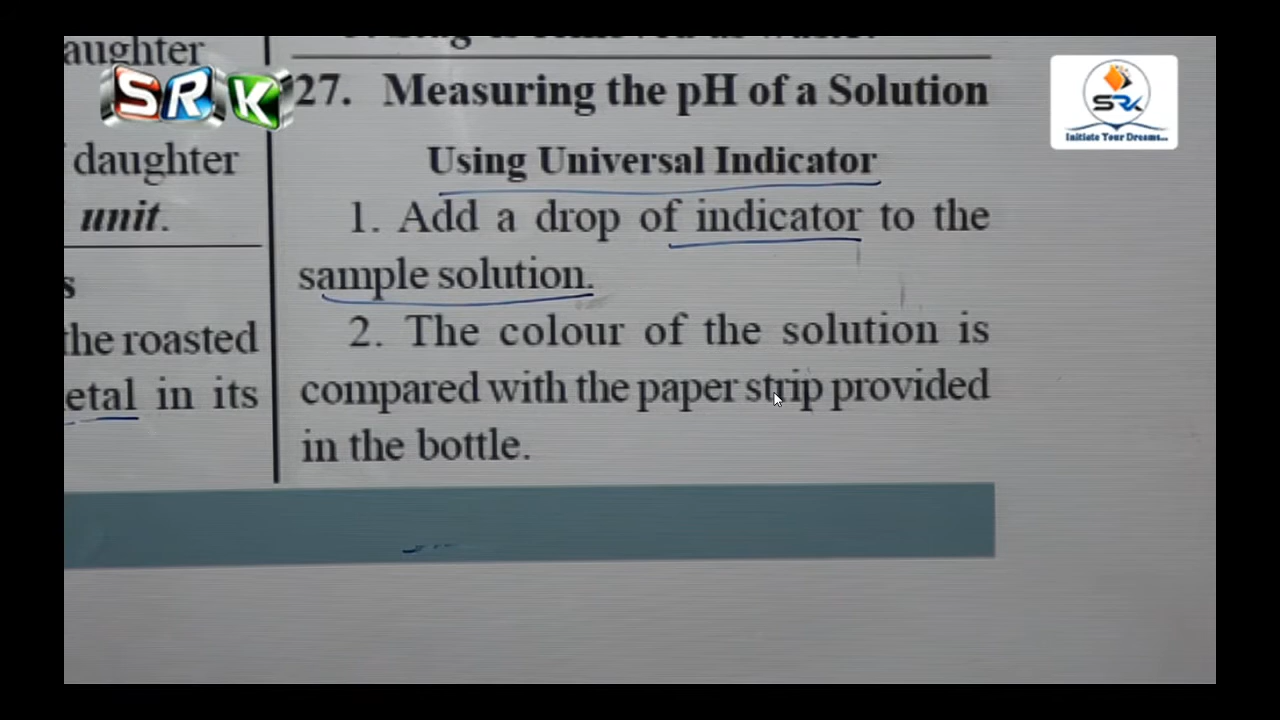 aughter
SRK
27. Measuring the pH of a Solution
SRK
Initiate Your Dreams...
daughter
Using Universal Indicator
unit.
1. Add a drop of indicator to the
sample solution.
s
the roasted
2. The colour of the solution is
etal in its
compared with the paper strip provided
in the bottle.